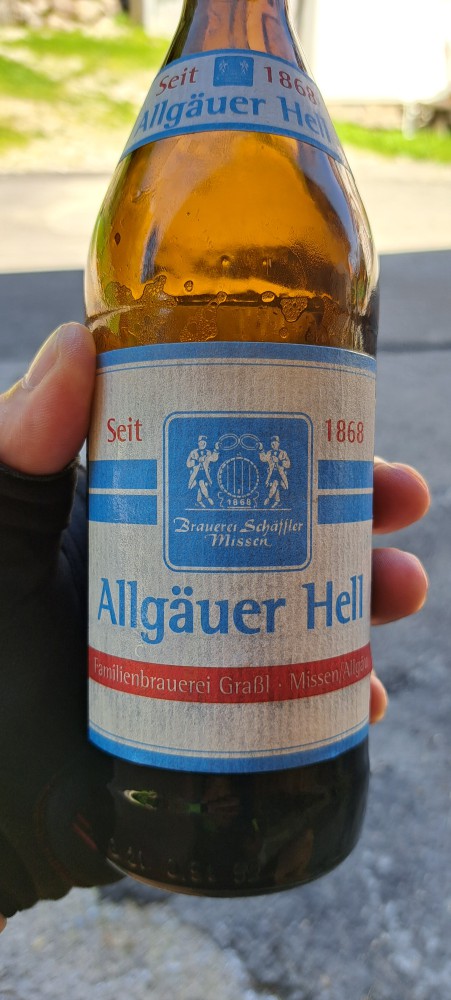 Seit 1868
Allgäuer Hell
Seit 1868
1868
Brauerei Schäffler
Missen
Allgäuer Hell
Familienbrauerei Graßl · Missen/Allgäu